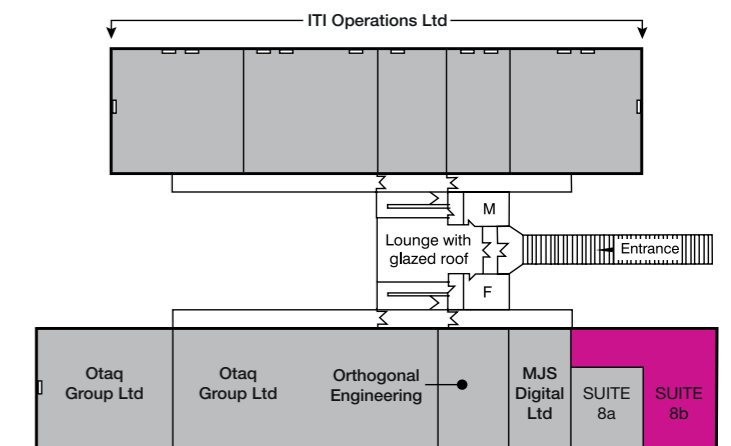 ITI Operations Ltd
M
Lounge with
glazed roof
Entrance
F
Otaq
Group Ltd
Otaq
Group Ltd
Orthogonal
Engineering
MJS
Digital
Ltd
SUITE
8a
SUITE
8b